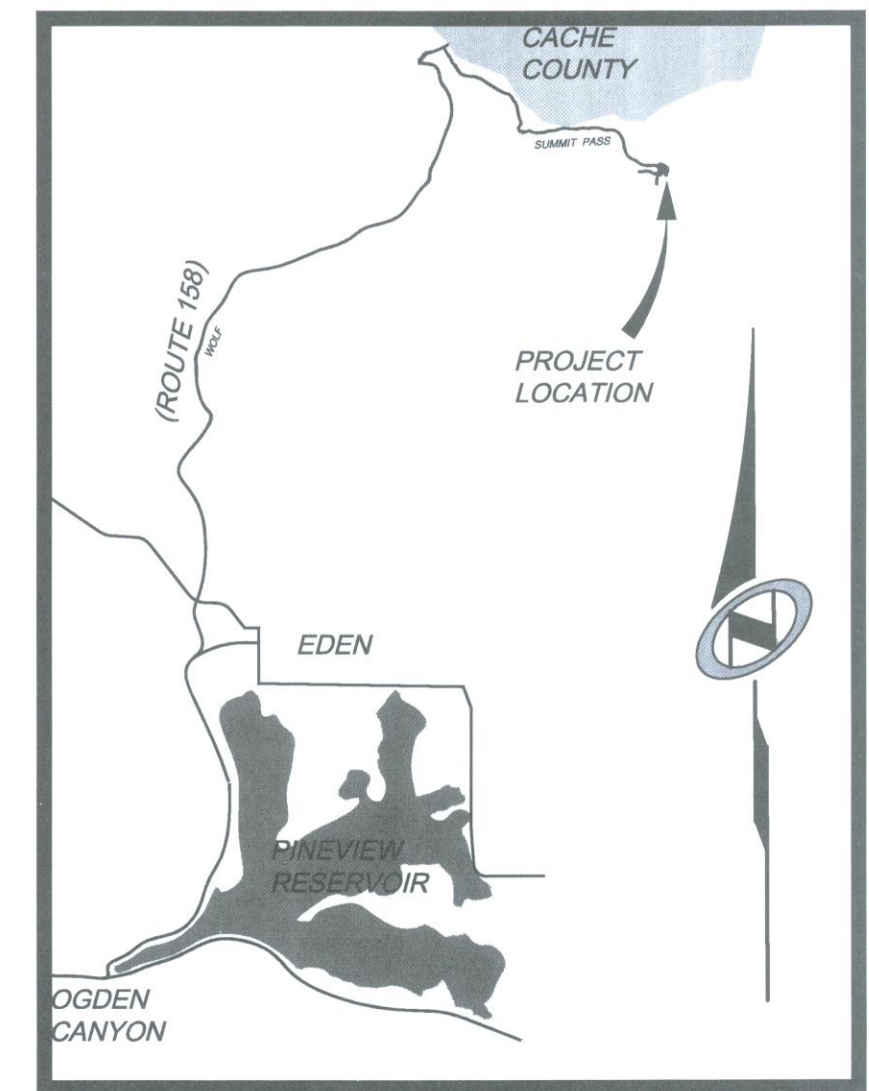 CACHE
COUNTY
SUMMIT PASS
(ROUTE 158)
WOLF
PROJECT
LOCATION
N
EDEN
PINEVIEW
RESERVOIR
OGDEN
CANYON